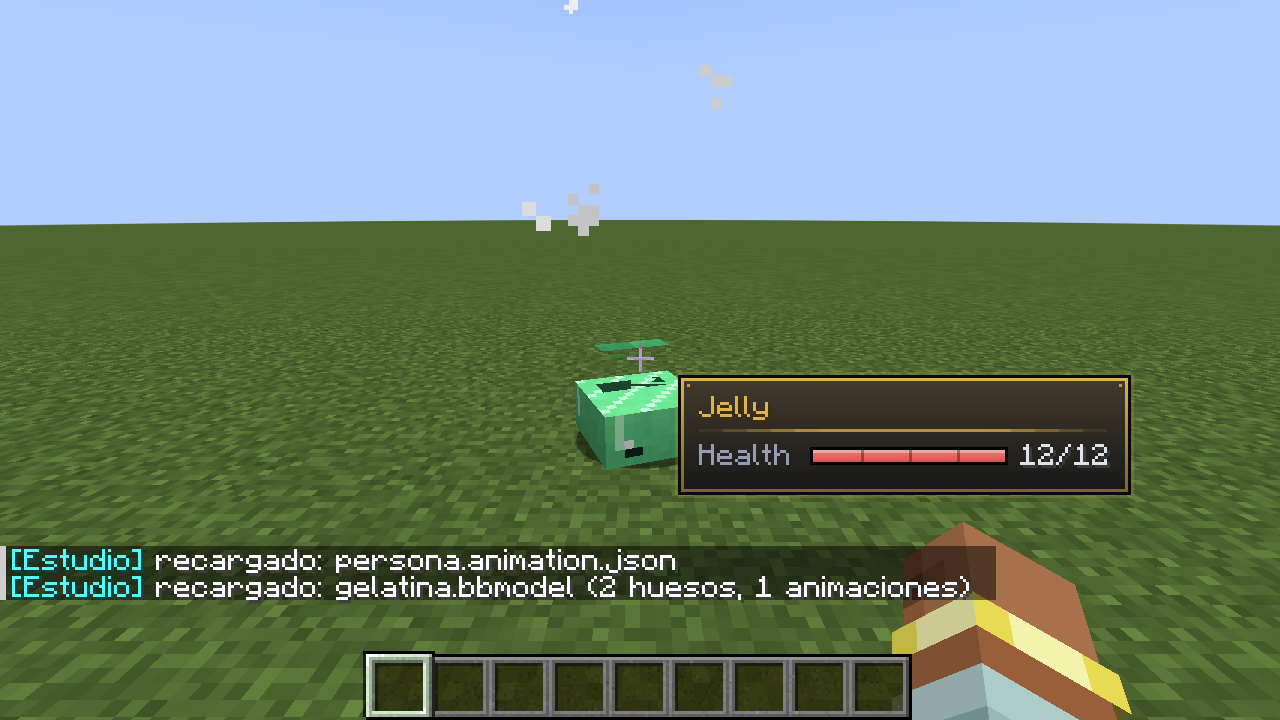 Jelly
Health 12/12
[Estudio] recargado: persona.animation.json
[Estudio] recargado: gelatina.bbmodel (2 huesos, 1 animaciones)